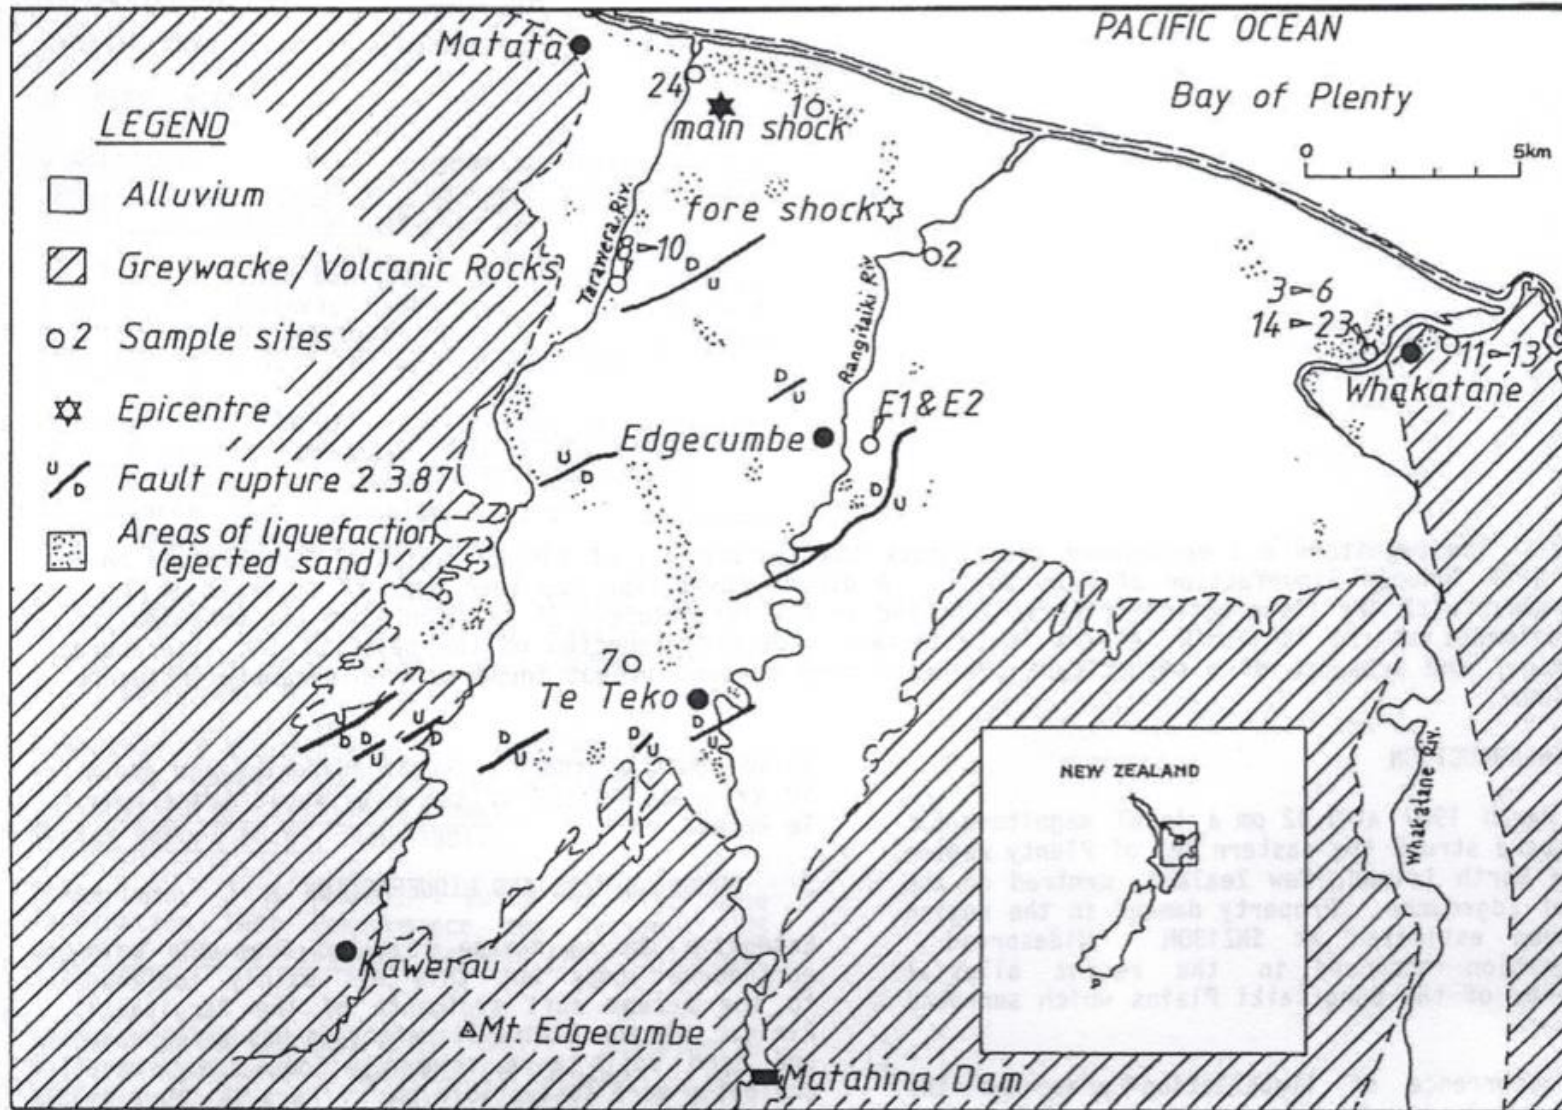 PACIFIC OCEAN
Bay of Plenty
0 5km
Matata
24
16
main shock
LEGEND
Alluvium
Greywacke/Volcanic Rocks
2 Sample sites
Epicentre
U D Fault rupture 2.3.87
Areas of liquefaction
(ejected sand)
fore shock
Tarawera Riv.
8 10
D
U
2
Rangitaiki Riv
3 6
14 23
11 13
Whakatane
D
U
E1 & E2
Edgecumbe
U
D
D
U
7
Te Teko
D
U
D
D
U
D
D
U
D
U
NEW ZEALAND
Whakatane Riv.
Kawerau
Mt. Edgecumbe
Matahina Dam